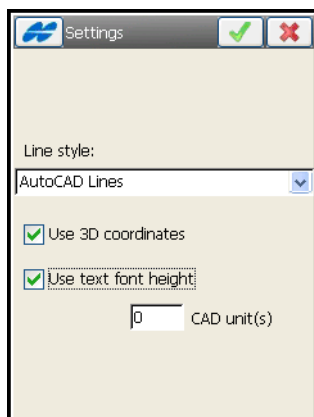 Settings
Line style:
AutoCAD Lines
Use 3D coordinates
Use text font height
0 CAD unit(s)